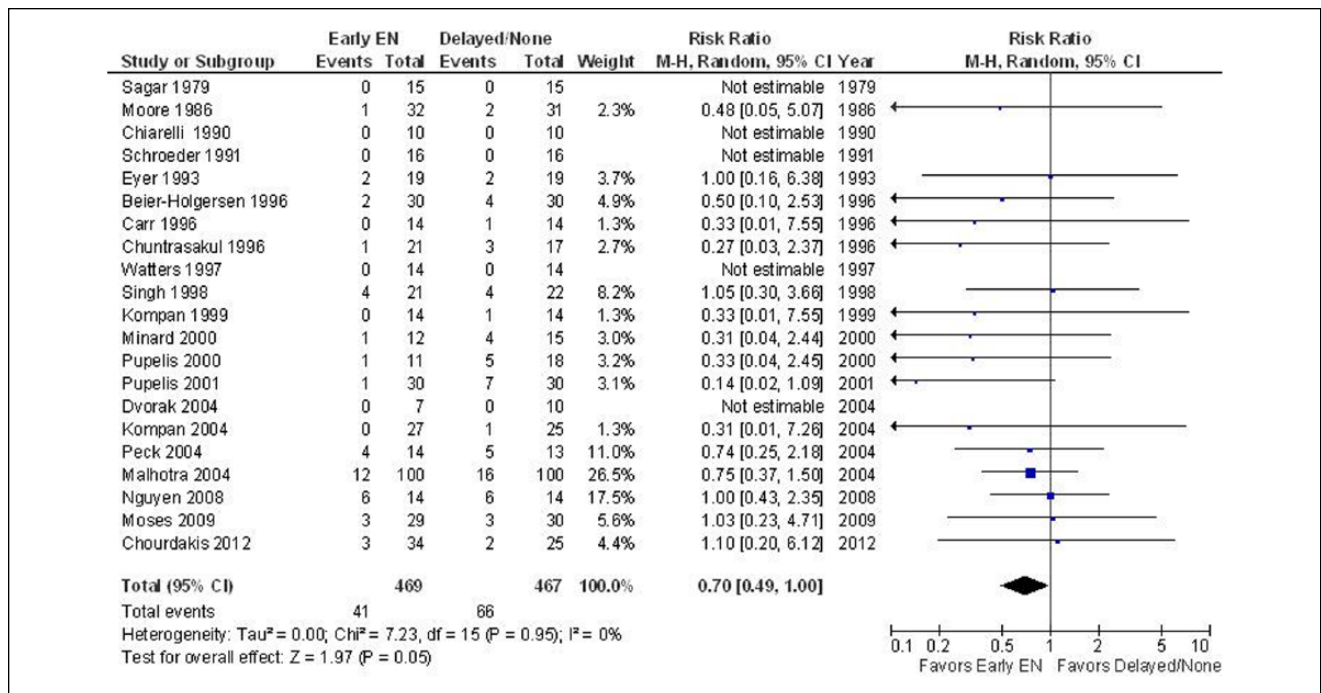 Early EN Delayed/None Risk Ratio Risk Ratio
Study or Subgroup Events Total Events Total Weight M-H, Random, 95% CI Year M-H, Random, 95% CI
Sagar 1979 0 15 0 15 Not estimable 1979
Moore 1986 1 32 2 31 2.3% 0.48 [0.05, 5.07] 1986
Chiarelli 1990 0 10 0 10 Not estimable 1990
Schroeder 1991 0 16 0 16 Not estimable 1991
Eyer 1993 2 19 2 19 3.7% 1.00 [0.16, 6.38] 1993
Beier-Holgersen 1996 2 30 4 30 4.9% 0.50 [0.10, 2.53] 1996
Carr 1996 0 14 1 14 1.3% 0.33 [0.01, 7.55] 1996
Chuntrasakul 1996 1 21 3 17 2.7% 0.27 [0.03, 2.37] 1996
Watters 1997 0 14 0 14 Not estimable 1997
Singh 1998 4 21 4 22 8.2% 1.05 [0.30, 3.66] 1998
Kompan 1999 0 14 1 14 1.3% 0.33 [0.01, 7.55] 1999
Minard 2000 1 12 4 15 3.0% 0.31 [0.04, 2.44] 2000
Pupelis 2000 1 11 5 18 3.2% 0.33 [0.04, 2.45] 2000
Pupelis 2001 1 30 7 30 3.1% 0.14 [0.02, 1.09] 2001
Dvorak 2004 0 7 0 10 Not estimable 2004
Kompan 2004 0 27 1 25 1.3% 0.31 [0.01, 7.26] 2004
Peck 2004 4 14 5 13 11.0% 0.74 [0.25, 2.18] 2004
Malhotra 2004 12 100 16 100 26.5% 0.75 [0.37, 1.50] 2004
Nguyen 2008 6 14 6 14 17.5% 1.00 [0.43, 2.35] 2008
Moses 2009 3 29 3 30 5.6% 1.03 [0.23, 4.71] 2009
Chourdakis 2012 3 34 2 25 4.4% 1.10 [0.20, 6.12] 2012
Total (95% CI) 469 467 100.0% 0.70 [0.49, 1.00]
Total events 41 66
Heterogeneity: Tau² = 0.00; Chi² = 7.23, df = 15 (P = 0.95); I² = 0%
Test for overall effect: Z = 1.97 (P = 0.05)
0.1 0.2 0.5 1 2 5 10
Favors Early EN Favors Delayed/None